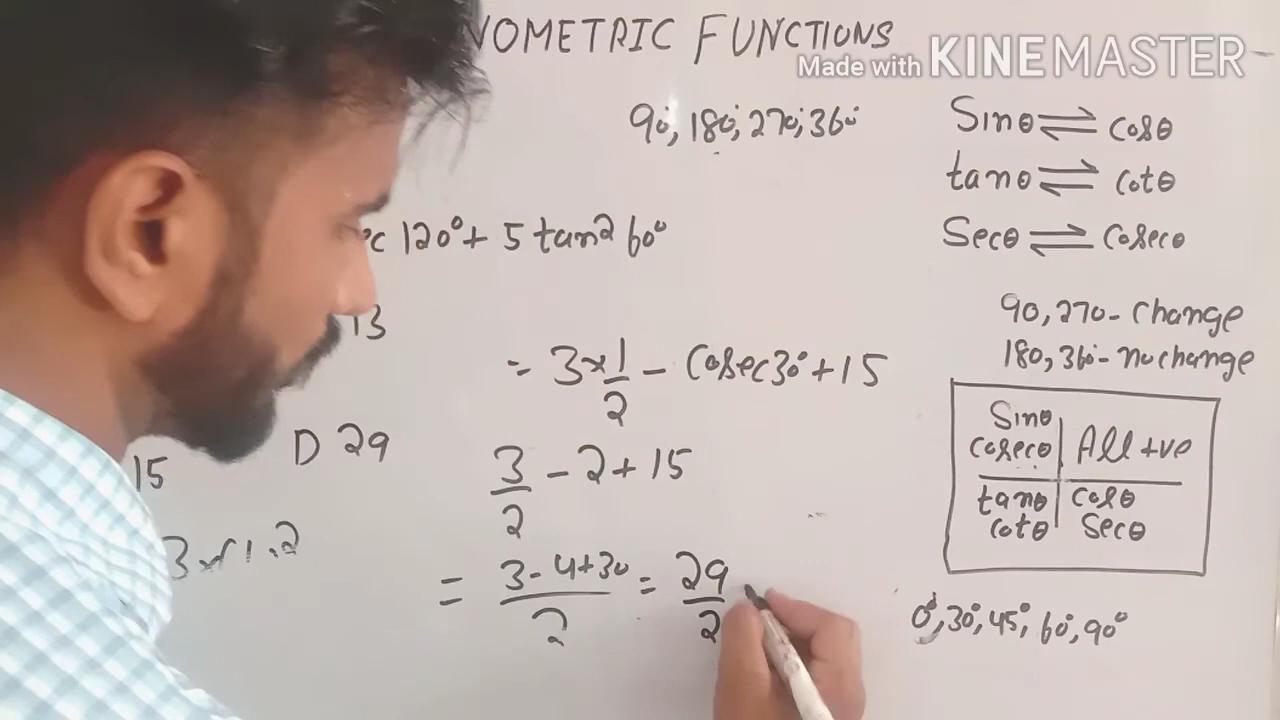 NOMETRIC FUNCTIONS
Made with KINEMASTER
90°, 180°, 270°, 360°
Sinθ ⇌ cosθ
tanθ ⇌ cotθ
Secθ ⇌ Cosecθ
ec 120° + 5 tan² 60°
13
90, 270 - change
180, 360 - no change
= 3 × 1/2 - Cosec30° + 15
D 29
15
3/2 - 2 + 15
Sinθ
cosecθ
All +ve
tanθ
cotθ
cosθ
Secθ
= 3 - 4 + 30 / 2 = 29/2
0°, 30°, 45°, 60°, 90°